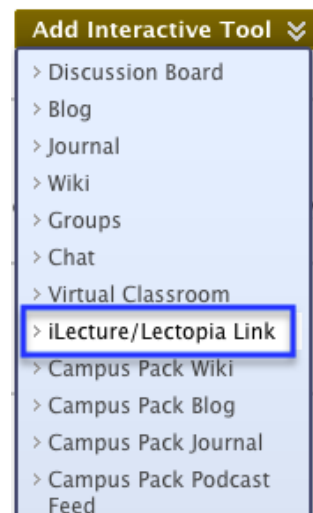 Add Interactive Tool
> Discussion Board
> Blog
> Journal
> Wiki
> Groups
> Chat
> Virtual Classroom
> iLecture/Lectopia Link
> Campus Pack Wiki
> Campus Pack Blog
> Campus Pack Journal
> Campus Pack Podcast
Feed